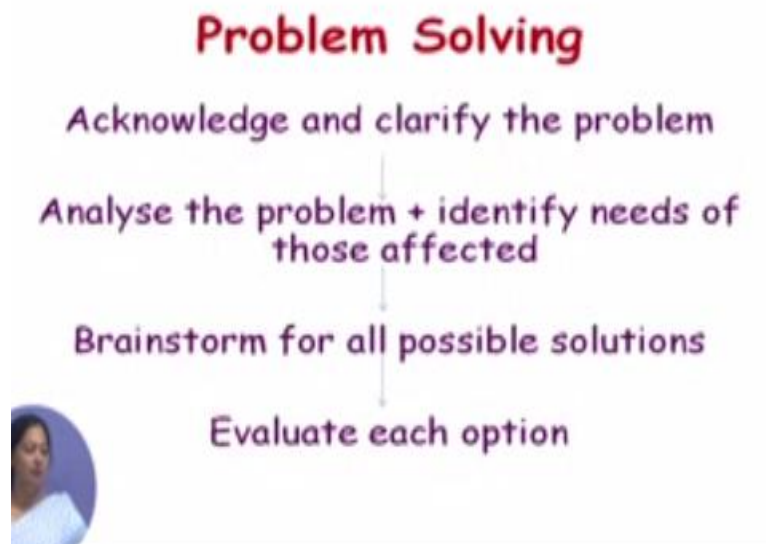 Problem Solving
Acknowledge and clarify the problem
Analyse the problem + identify needs of
those affected
Brainstorm for all possible solutions
Evaluate each option